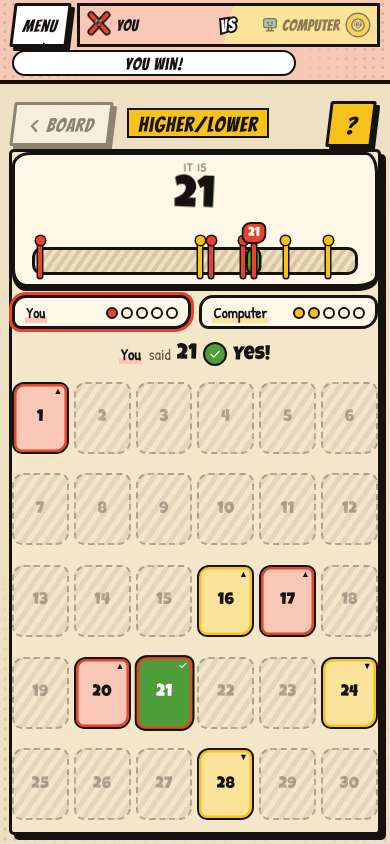 MENU
YOU
VS
COMPUTER
YOU WIN!
BOARD
HIGHER/LOWER
?
IT IS
21
21
You
Computer
You said 21 Yes!
1 2 3 4 5 6
7 8 9 10 11 12
13 14 15 16 17 18
19 20 21 22 23 24
25 26 27 28 29 30